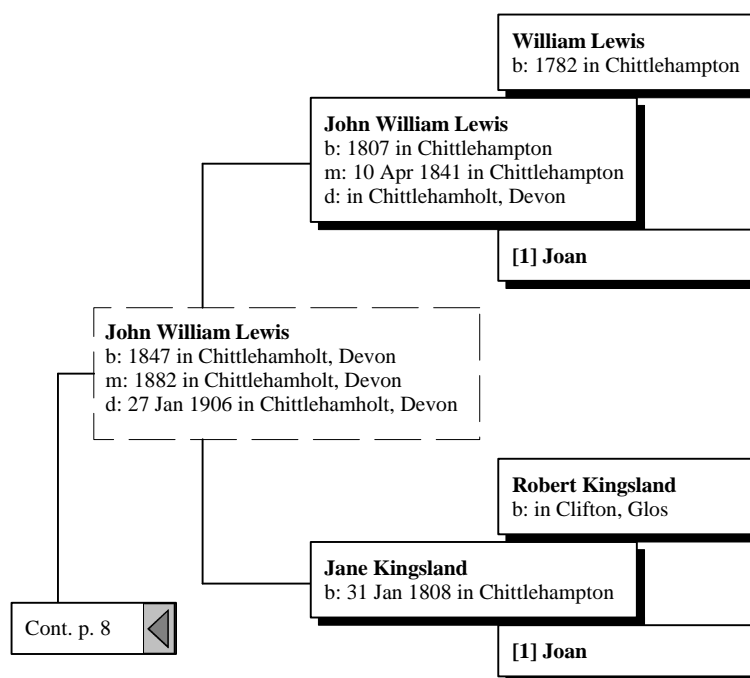 William Lewis
b: 1782 in Chittlehampton
John William Lewis
b: 1807 in Chittlehampton
m: 10 Apr 1841 in Chittlehampton
d: in Chittlehamholt, Devon
[1] Joan
John William Lewis
b: 1847 in Chittlehamholt, Devon
m: 1882 in Chittlehamholt, Devon
d: 27 Jan 1906 in Chittlehamholt, Devon
Robert Kingsland
b: in Clifton, Glos
Jane Kingsland
b: 31 Jan 1808 in Chittlehampton
Cont. p. 8
[1] Joan